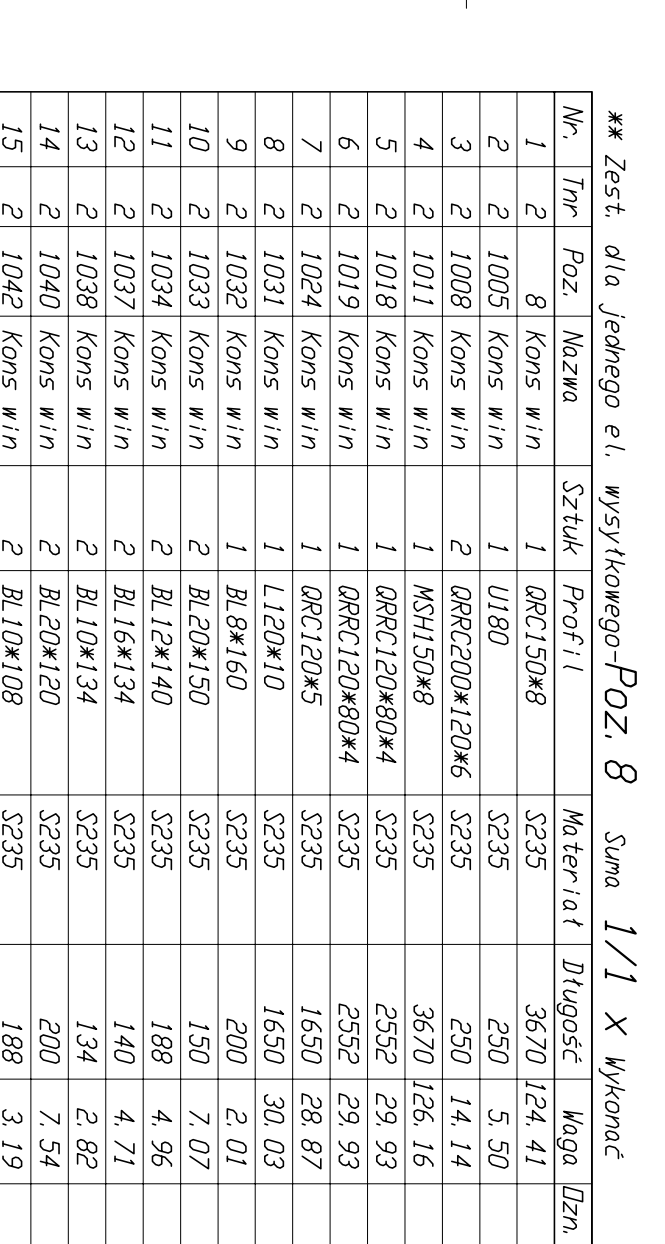 ** Zest. dla jednego el. wysyłkowego-Poz. 8 Suma 1/1 x Wykonać
Nr. Tnr Poz. Nazwa Sztuk Profil Materiał Długość Waga Ozn.
1 2 8 Kons win 1 QRC150*8 S235 3670 124.41
2 2 1005 Kons win 1 U180 S235 250 5.50
3 2 1008 Kons win 2 QRRC200*120*6 S235 250 14.14
4 2 1011 Kons win 1 MSH150*8 S235 3670 126.16
5 2 1018 Kons win 1 QRRC120*80*4 S235 2552 29.93
6 2 1019 Kons win 1 QRRC120*80*4 S235 2552 29.93
7 2 1024 Kons win 1 QRC120*5 S235 1650 28.87
8 2 1031 Kons win 1 L120*10 S235 1650 30.03
9 2 1032 Kons win 1 BL8*160 S235 200 2.01
10 2 1033 Kons win 2 BL20*150 S235 150 7.07
11 2 1034 Kons win 2 BL12*140 S235 188 4.96
12 2 1037 Kons win 2 BL16*134 S235 140 4.71
13 2 1038 Kons win 2 BL10*134 S235 134 2.82
14 2 1040 Kons win 2 BL20*120 S235 200 7.54
15 2 1042 Kons win 2 BL10*108 S235 188 3.19